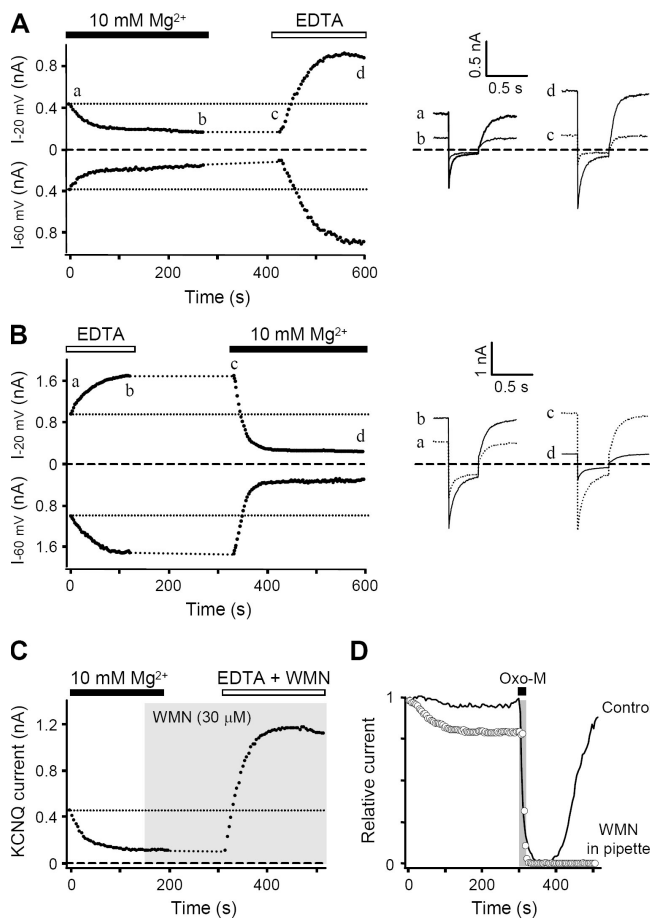 A
10 mM Mg²⁺
EDTA
I-20 mV (nA)
0.8
0.4
0
a
b
c
d
I-60 mV (nA)
0.4
0.8
0
200
400
600
Time (s)
0.5 nA
0.5 s
a
b
d
c
B
EDTA
10 mM Mg²⁺
I-20 mV (nA)
1.6
0.8
0
a
b
c
d
I-60 mV (nA)
0.8
1.6
0
200
400
600
Time (s)
1 nA
0.5 s
b
a
c
d
C
10 mM Mg²⁺
EDTA + WMN
WMN (30 μM)
KCNQ current (nA)
1.2
0.8
0.4
0
0
200
400
Time (s)
D
Oxo-M
Relative current
1
0
Contro
WMN
in pipette
0
200
400
Time (s)